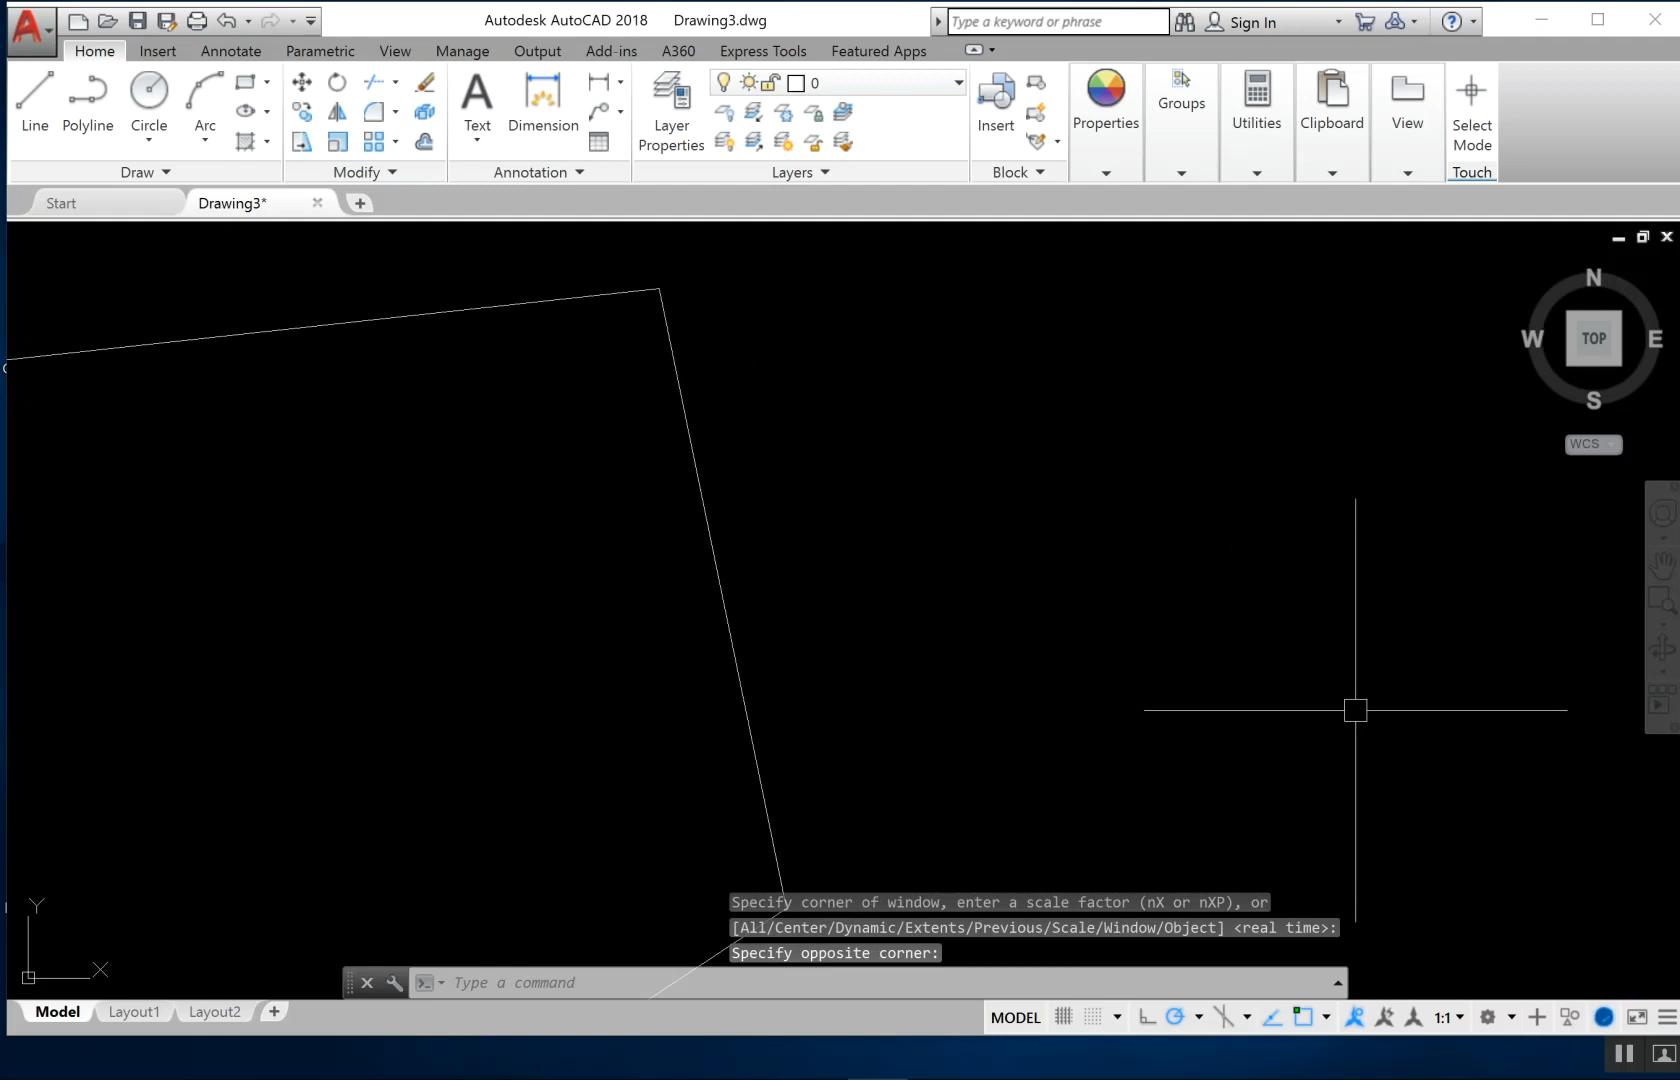 Autodesk AutoCAD 2018 Drawing3.dwg
Type a keyword or phrase
Sign In
Home Insert Annotate Parametric View Manage Output Add-ins A360 Express Tools Featured Apps
Line Polyline Circle Arc
Text Dimension
Layer Properties
0
Insert
Properties
Groups
Utilities
Clipboard
View
Select Mode
Draw Modify Annotation Layers Block Touch
Start Drawing3*
N
W TOP E
S
WCS
Y
X
Specify corner of window, enter a scale factor (nX or nXP), or
[All/Center/Dynamic/Extents/Previous/Scale/Window/Object] <real time>:
Specify opposite corner:
Type a command
Model Layout1 Layout2
MODEL 1:1